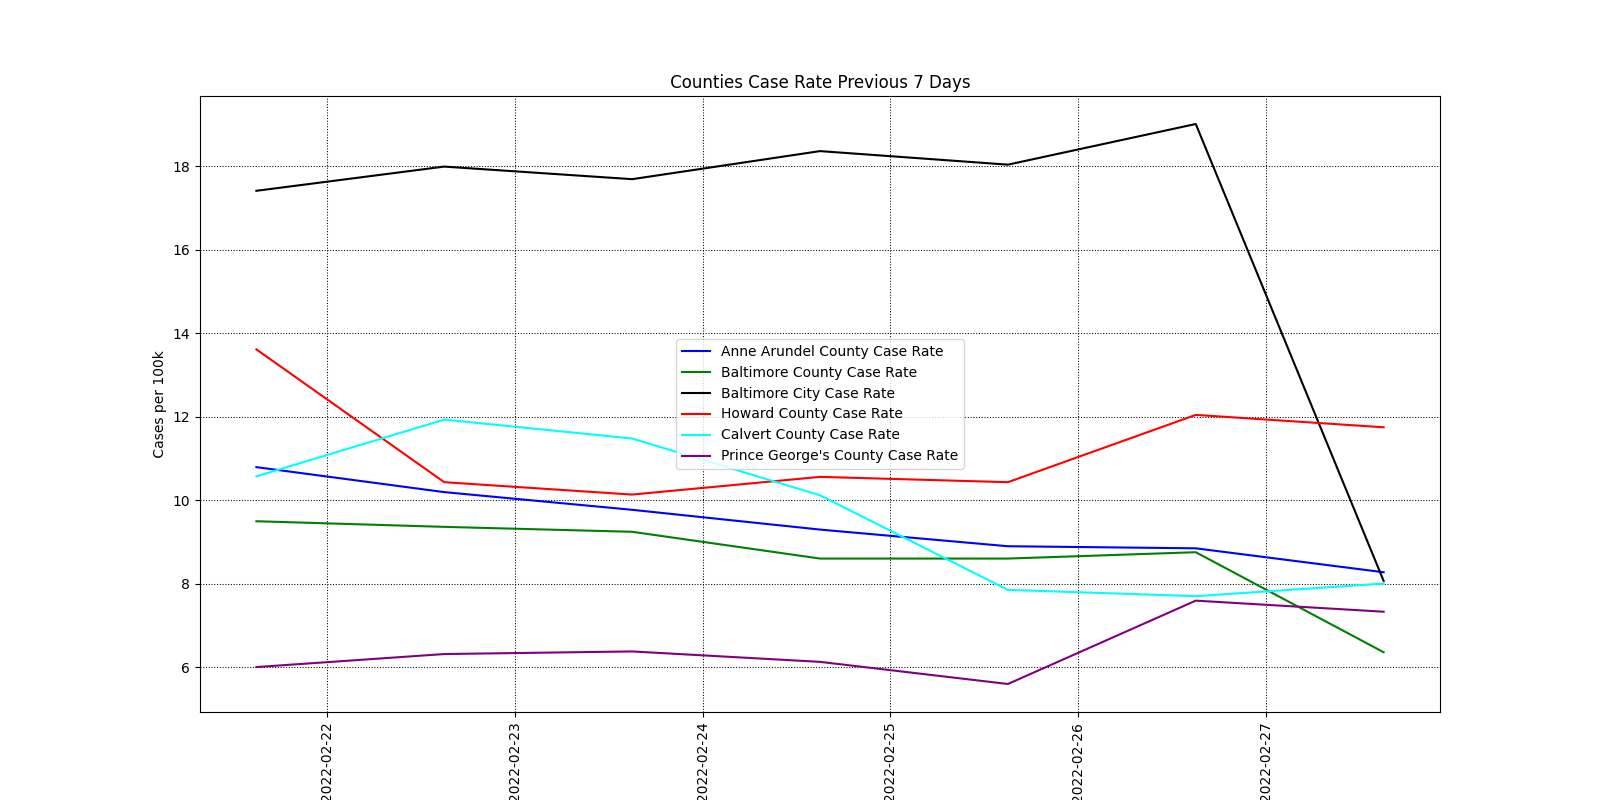 Counties Case Rate Previous 7 Days
Cases per 100k
18
16
14
12
10
8
6
Anne Arundel County Case Rate
Baltimore County Case Rate
Baltimore City Case Rate
Howard County Case Rate
Calvert County Case Rate
Prince George's County Case Rate
2022-02-22
2022-02-23
2022-02-24
2022-02-25
2022-02-26
2022-02-27